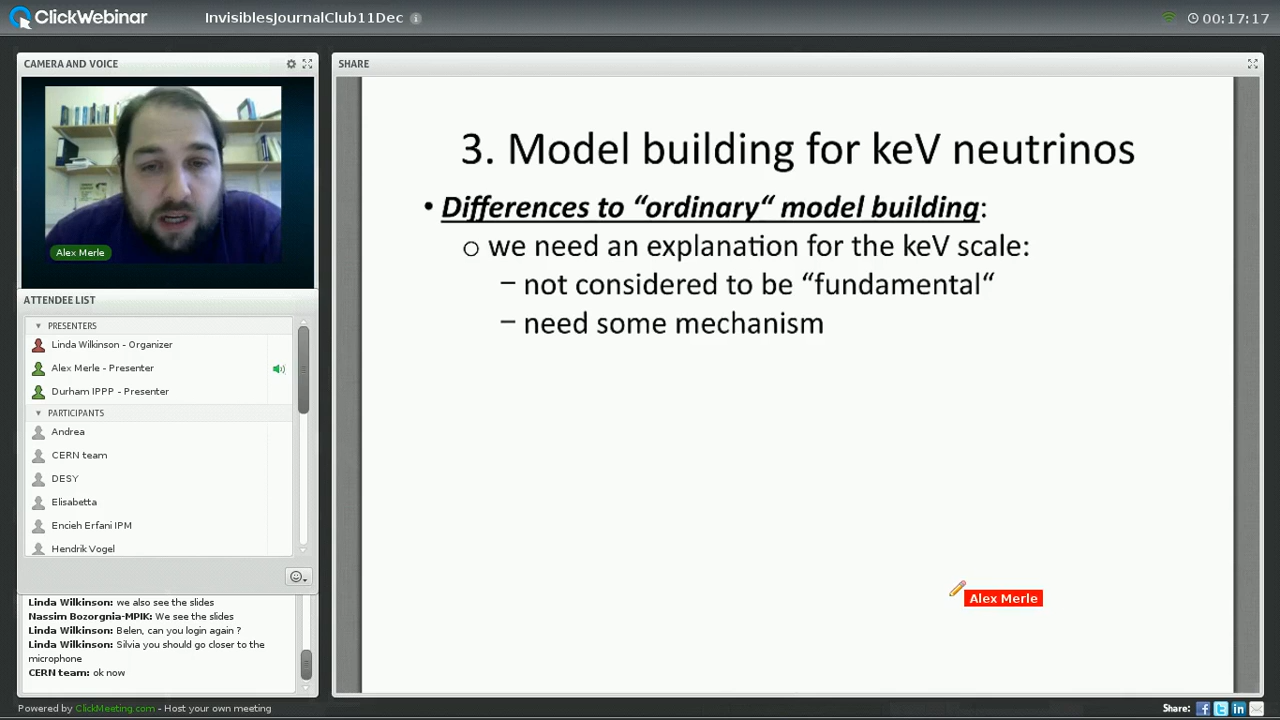 ClickWebinar
InvisiblesJournalClub11Dec
00:17:17
CAMERA AND VOICE
Alex Merle
ATTENDEE LIST
PRESENTERS
Linda Wilkinson - Organizer
Alex Merle - Presenter
Durham IPPP - Presenter
PARTICIPANTS
Andrea
CERN team
DESY
Elisabetta
Encieh Erfani IPM
Hendrik Vogel
Linda Wilkinson: we also see the slides
Nassim Bozorgnia-MPIK: We see the slides
Linda Wilkinson: Belen, can you login again ?
Linda Wilkinson: Silvia you should go closer to the
microphone
CERN team: ok now
SHARE
3. Model building for keV neutrinos
• Differences to “ordinary“ model building:
o we need an explanation for the keV scale:
− not considered to be “fundamental“
− need some mechanism
Alex Merle
Powered by ClickMeeting.com - Host your own meeting
Share: